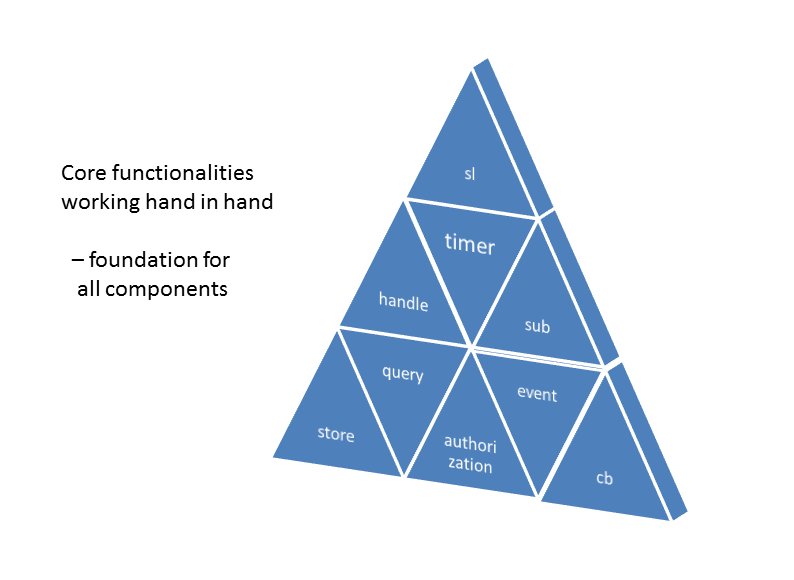 Core functionalities
working hand in hand
– foundation for
all components
sl
timer
handle
sub
query
event
store
authori
zation
cb